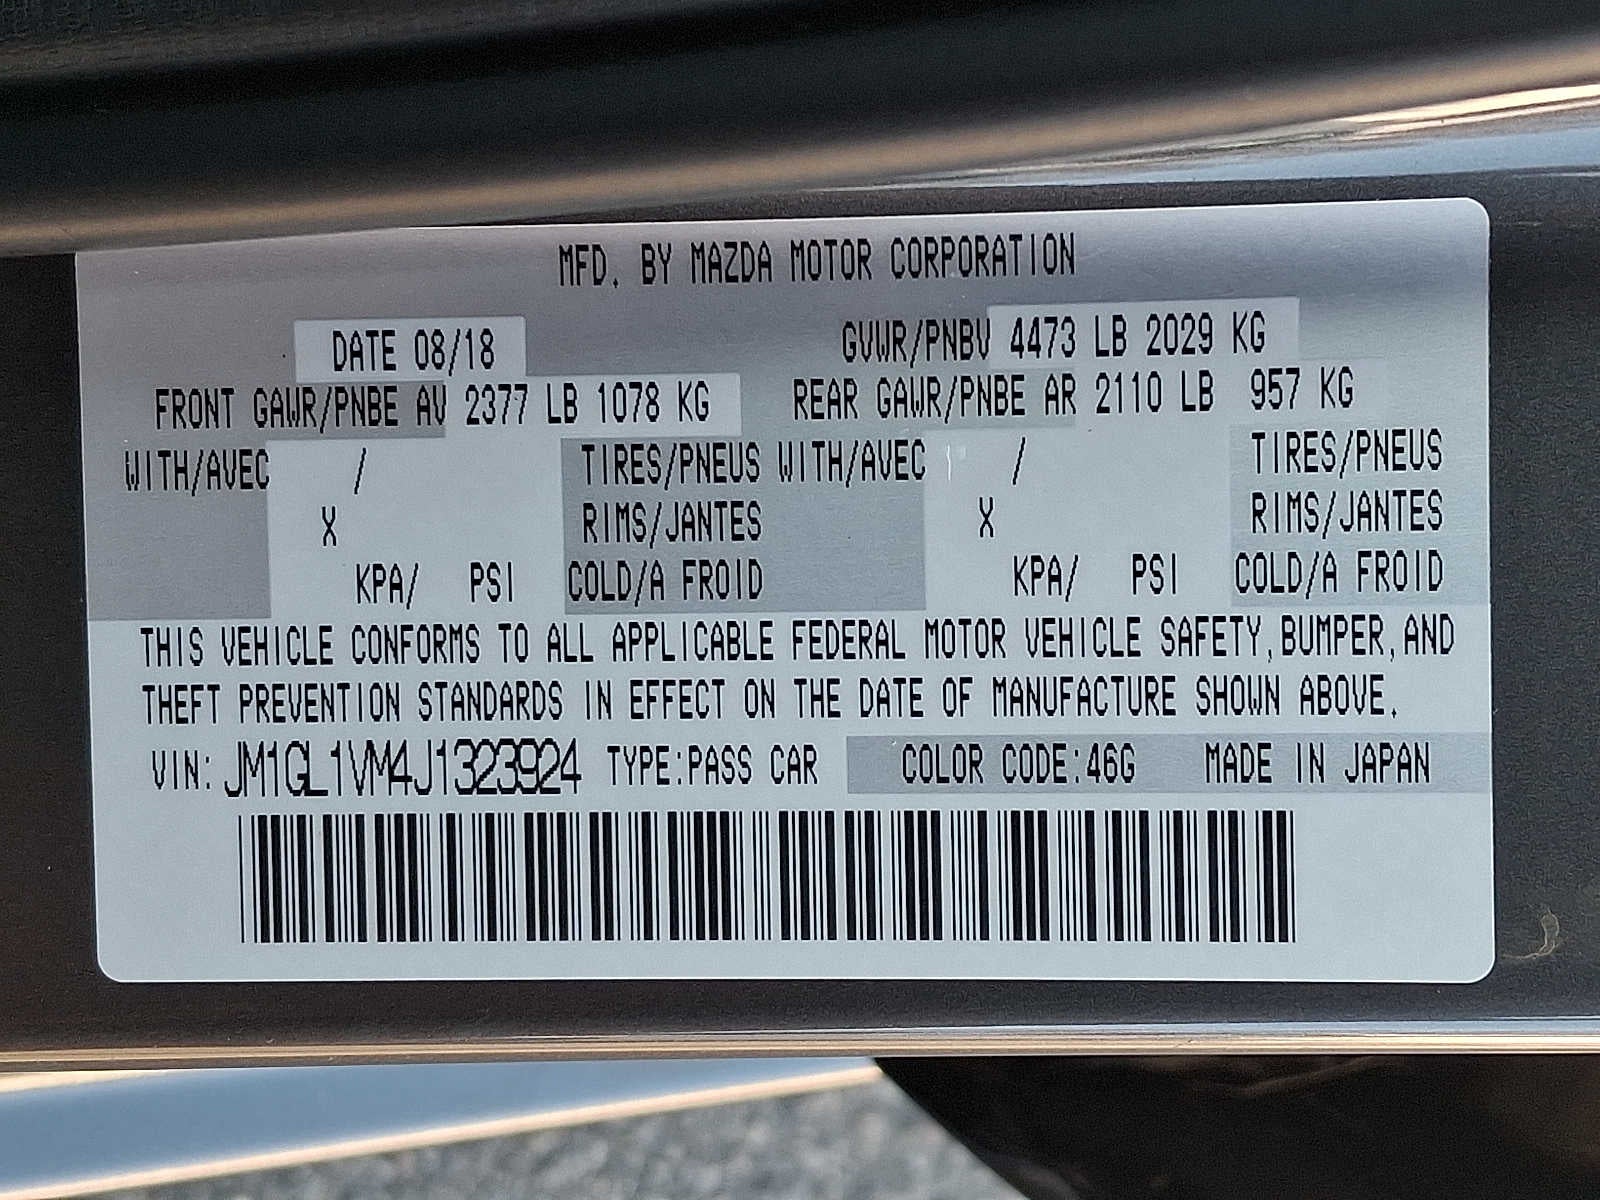 MFD. BY MAZDA MOTOR CORPORATION
DATE 08/18 GVWR/PNBV 4473 LB 2029 KG
FRONT GAWR/PNBE AV 2377 LB 1078 KG REAR GAWR/PNBE AR 2110 LB 957 KG
WITH/AVEC / TIRES/PNEUS WITH/AVEC / TIRES/PNEUS
X RIMS/JANTES X RIMS/JANTES
KPA/ PSI COLD/A FROID KPA/ PSI COLD/A FROID
THIS VEHICLE CONFORMS TO ALL APPLICABLE FEDERAL MOTOR VEHICLE SAFETY, BUMPER, AND
THEFT PREVENTION STANDARDS IN EFFECT ON THE DATE OF MANUFACTURE SHOWN ABOVE.
VIN: JM1GL1VM4J1323924 TYPE:PASS CAR COLOR CODE:46G MADE IN JAPAN